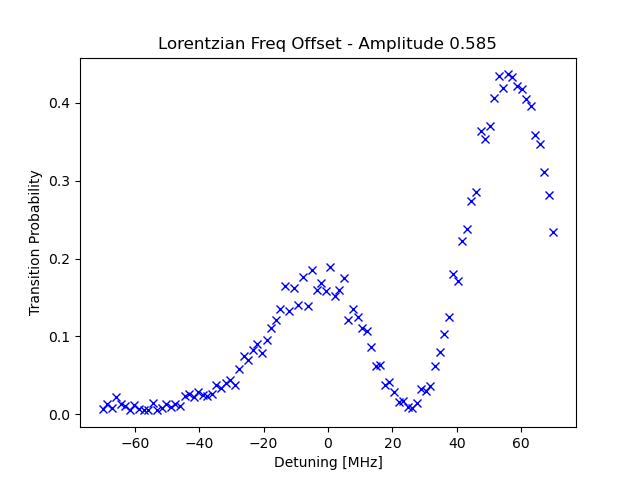 Lorentzian Freq Offset - Amplitude 0.585
Transition Probability
0.4
0.3
0.2
0.1
0.0
−60 −40 −20 0 20 40 60
Detuning [MHz]